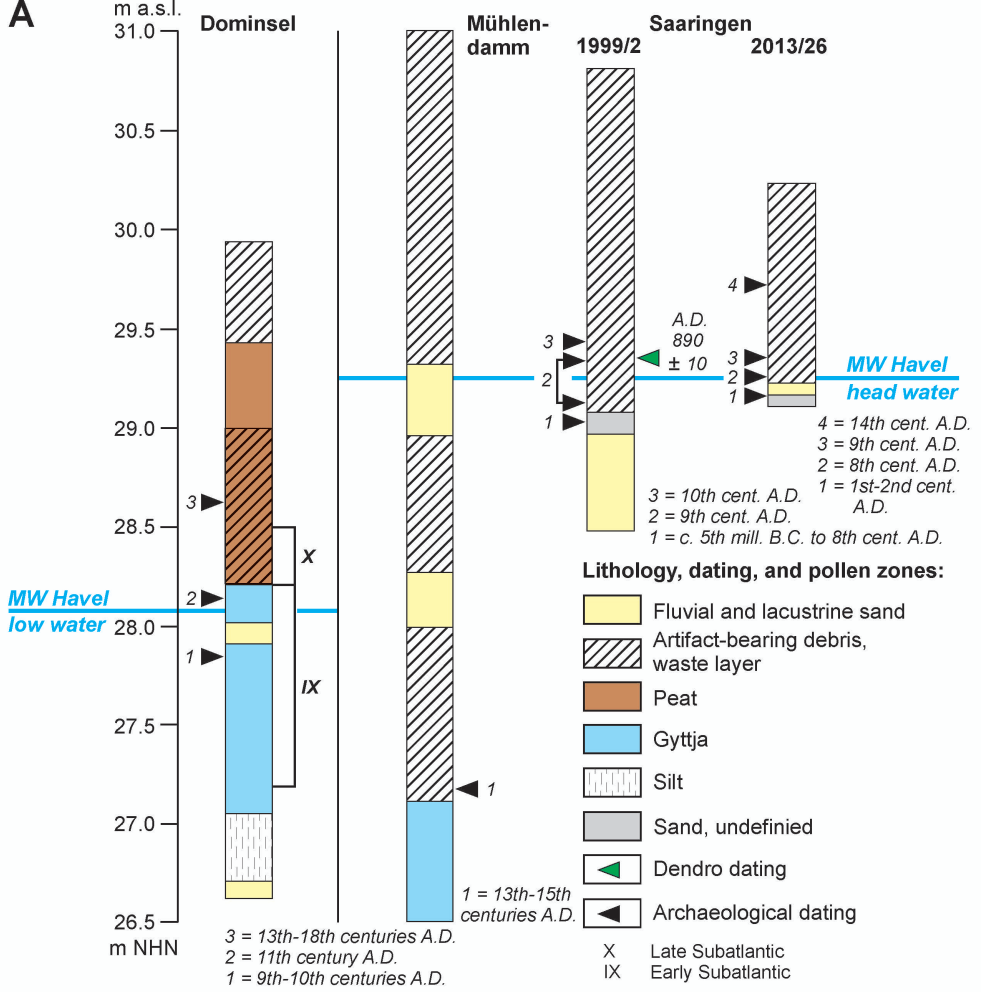 A
m a.s.l.
Dominsel
Mühlen-
damm
Saaringen
1999/2
2013/26
31.0
30.5
30.0
29.5
29.0
28.5
28.0
27.5
27.0
26.5
m NHN
MW Havel
low water
3
2
1
X
IX
3 = 13th-18th centuries A.D.
2 = 11th century A.D.
1 = 9th-10th centuries A.D.
1
1 = 13th-15th
centuries A.D.
3
2
1
A.D.
890
± 10
3 = 10th cent. A.D.
2 = 9th cent. A.D.
1 = c. 5th mill. B.C. to 8th cent. A.D.
4
3
2
1
MW Havel
head water
4 = 14th cent. A.D.
3 = 9th cent. A.D.
2 = 8th cent. A.D.
1 = 1st-2nd cent.
A.D.
Lithology, dating, and pollen zones:
Fluvial and lacustrine sand
Artifact-bearing debris,
waste layer
Peat
Gyttja
Silt
Sand, undefinied
Dendro dating
Archaeological dating
X Late Subatlantic
IX Early Subatlantic